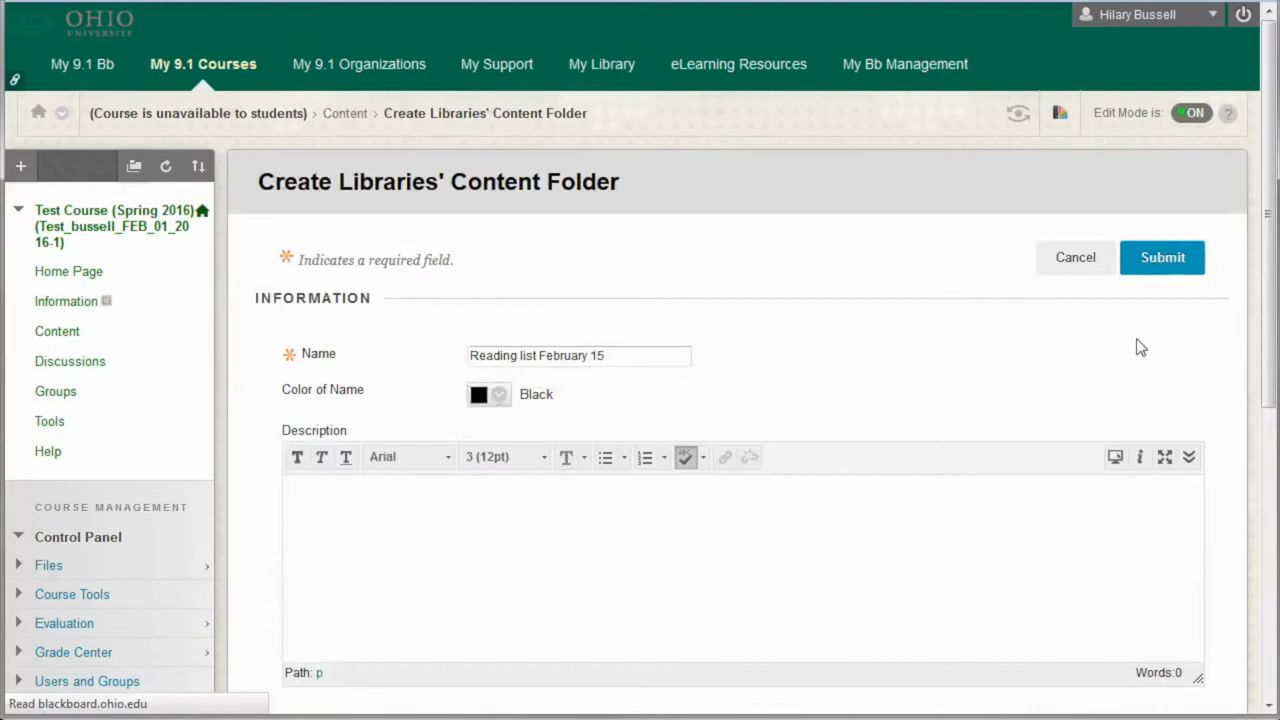 OHIO
UNIVERSITY
Hilary Bussell
My 9.1 Bb My 9.1 Courses My 9.1 Organizations My Support My Library eLearning Resources My Bb Management
(Course is unavailable to students) > Content > Create Libraries' Content Folder
Edit Mode is: ON ?
Test Course (Spring 2016)
(Test_bussell_FEB_01_20
16-1)
Home Page
Information
Content
Discussions
Groups
Tools
Help
COURSE MANAGEMENT
Control Panel
Files
Course Tools
Evaluation
Grade Center
Users and Groups
Read blackboard.ohio.edu
Create Libraries' Content Folder
Indicates a required field.
Cancel Submit
INFORMATION
Name Reading list February 15
Color of Name Black
Description
T T T Arial 3 (12pt) T ABC i
Path: p Words:0